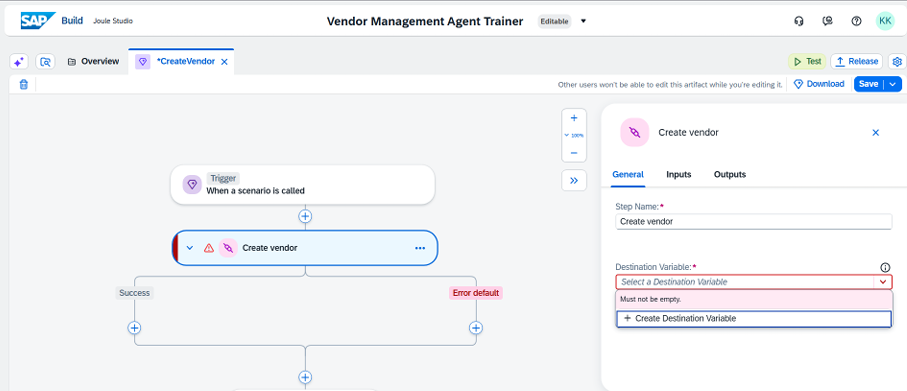 SAP Build Joule Studio
Vendor Management Agent Trainer Editable
KK
Overview *CreateVendor
Test Release
Other users won't be able to edit this artifact while you're editing it. Download Save
100%
Create vendor
General Inputs Outputs
Trigger
When a scenario is called
Step Name:*
Create vendor
Create vendor
Destination Variable:*
Select a Destination Variable
Success Error default
Must not be empty.
+ Create Destination Variable